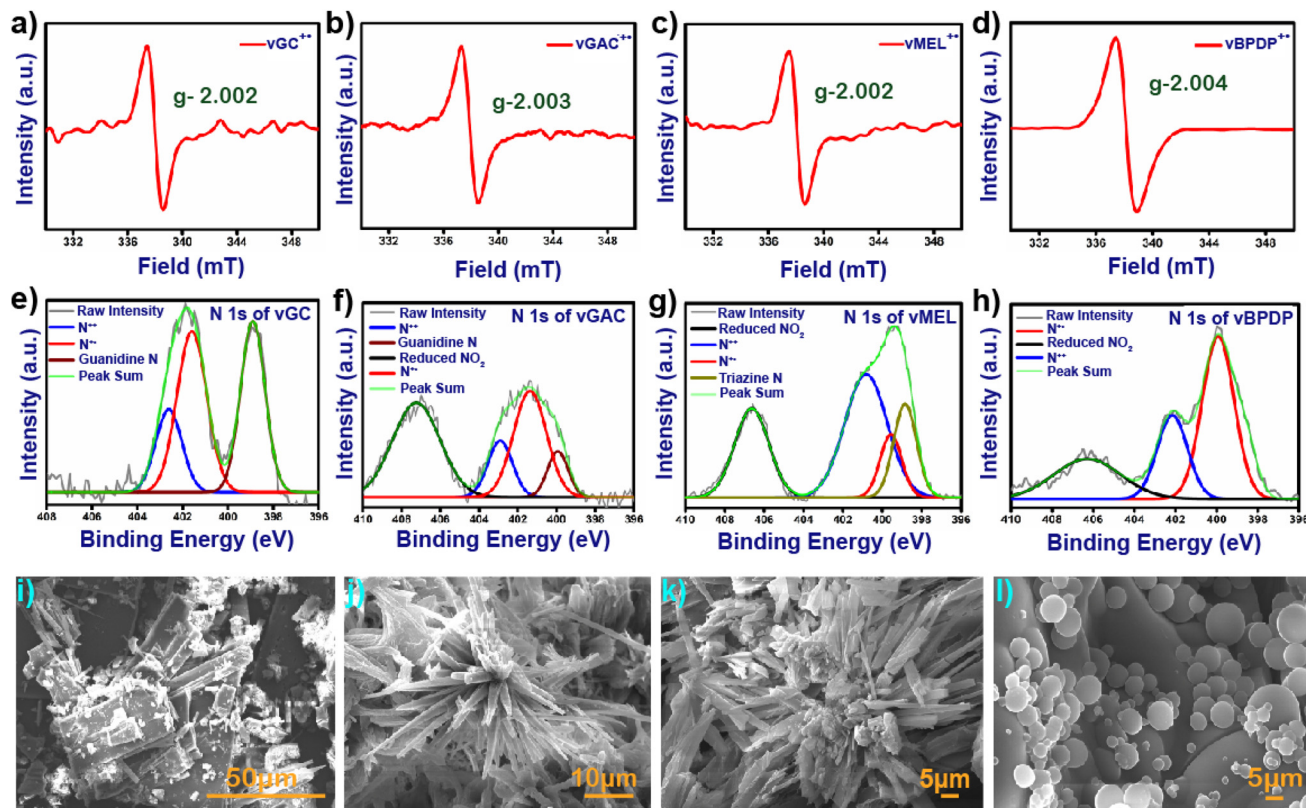 a)
vGC⁺•
g- 2.002
Intensity (a.u.)
332 336 340 344 348
Field (mT)
b)
vGAC⁺•
g-2.003
Intensity (a.u.)
332 336 340 344 348
Field (mT)
c)
vMEL⁺•
g-2.002
Intensity (a.u.)
332 336 340 344 348
Field (mT)
d)
vBPDP⁺•
g-2.004
Intensity (a.u.)
332 336 340 344 348
Field (mT)
e)
Raw Intensity
N⁺⁺
N⁺•
Guanidine N
Peak Sum
N 1s of vGC
Intensity (a.u.)
408 406 404 402 400 398 396
Binding Energy (eV)
f)
Raw Intensity
N⁺⁺
Guanidine N
Reduced NO₂
N⁺•
Peak Sum
N 1s of vGAC
Intensity (a.u.)
410 408 406 404 402 400 398 396
Binding Energy (eV)
g)
Raw Intensity
Reduced NO₂
N⁺⁺
N⁺•
Triazine N
Peak Sum
N 1s of vMEL
Intensity (a.u.)
410 408 406 404 402 400 398 396
Binding Energy (eV)
h)
Raw Intensity
N⁺•
Reduced NO₂
N⁺⁺
Peak Sum
N 1s of vBPDP
Intensity (a.u.)
410 408 406 404 402 400 398 396
Binding Energy (eV)
i)
50μm
j)
10μm
k)
5μm
l)
5μm